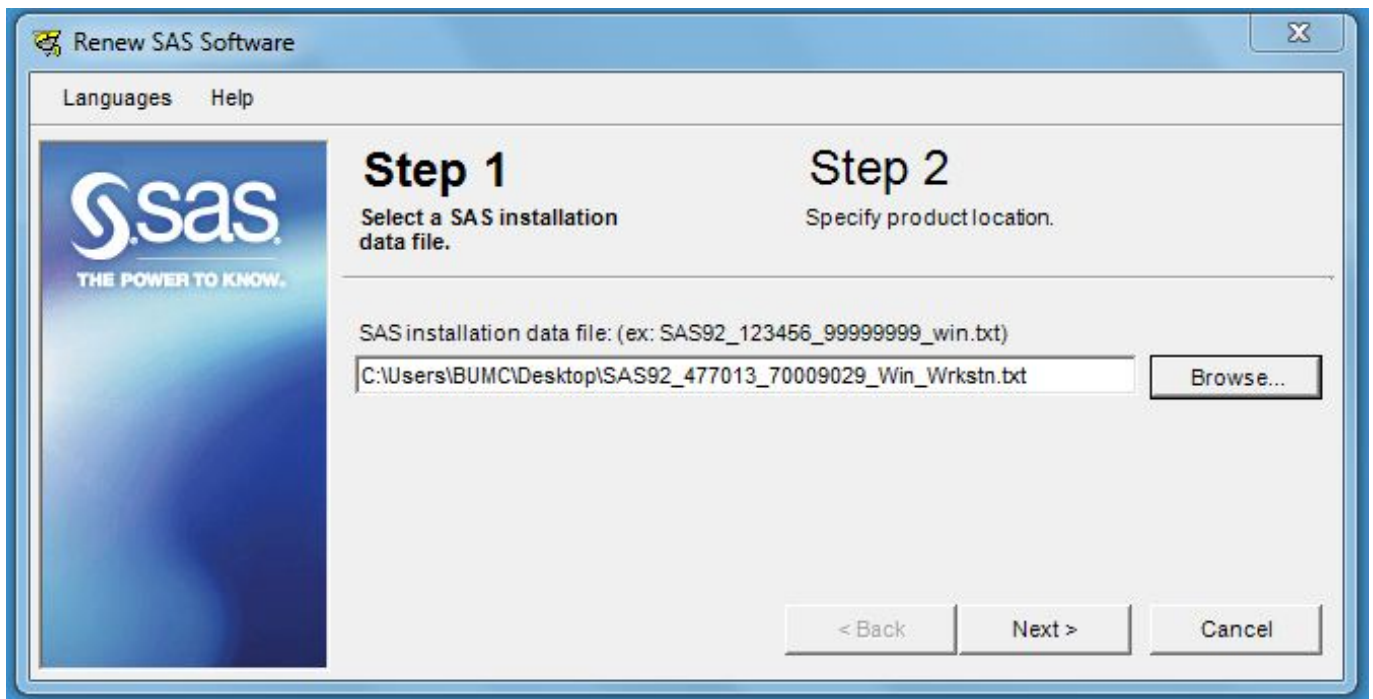 Renew SAS Software
Languages Help
sas
THE POWER TO KNOW.
Step 1
Select a SAS installation
data file.
Step 2
Specify product location.
SAS installation data file: (ex: SAS92_123456_99999999_win.txt)
C:\Users\BUMC\Desktop\SAS92_477013_70009029_Win_Wrkstn.txt
Browse...
< Back
Next >
Cancel